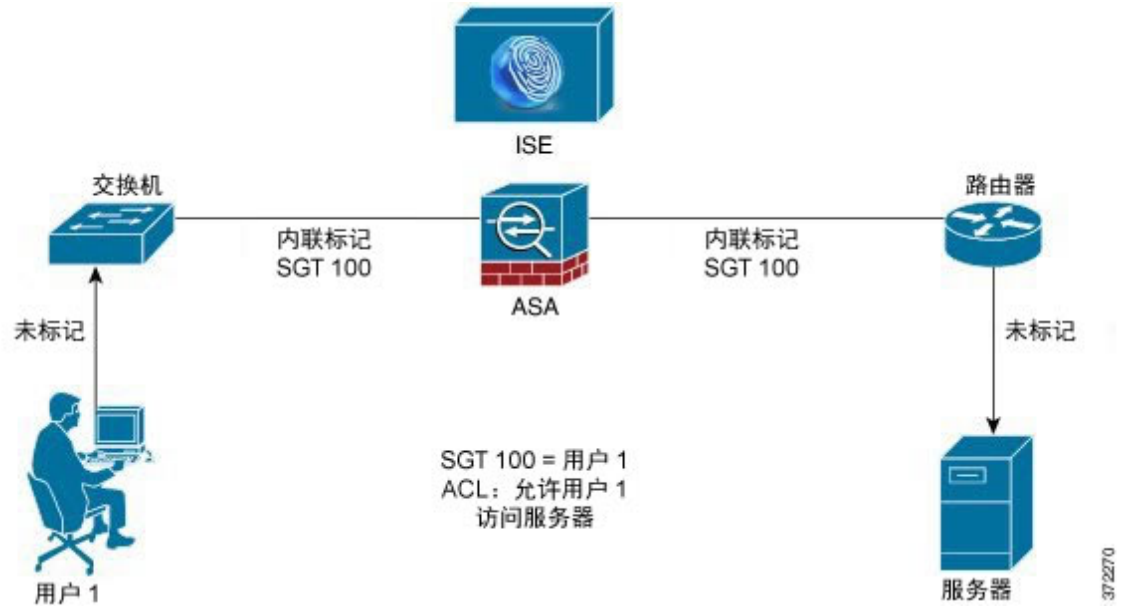 ISE
交换机
路由器
内联标记
SGT 100
内联标记
SGT 100
ASA
未标记
未标记
SGT 100 = 用户 1
ACL：允许用户 1
访问服务器
用户 1
服务器
372270